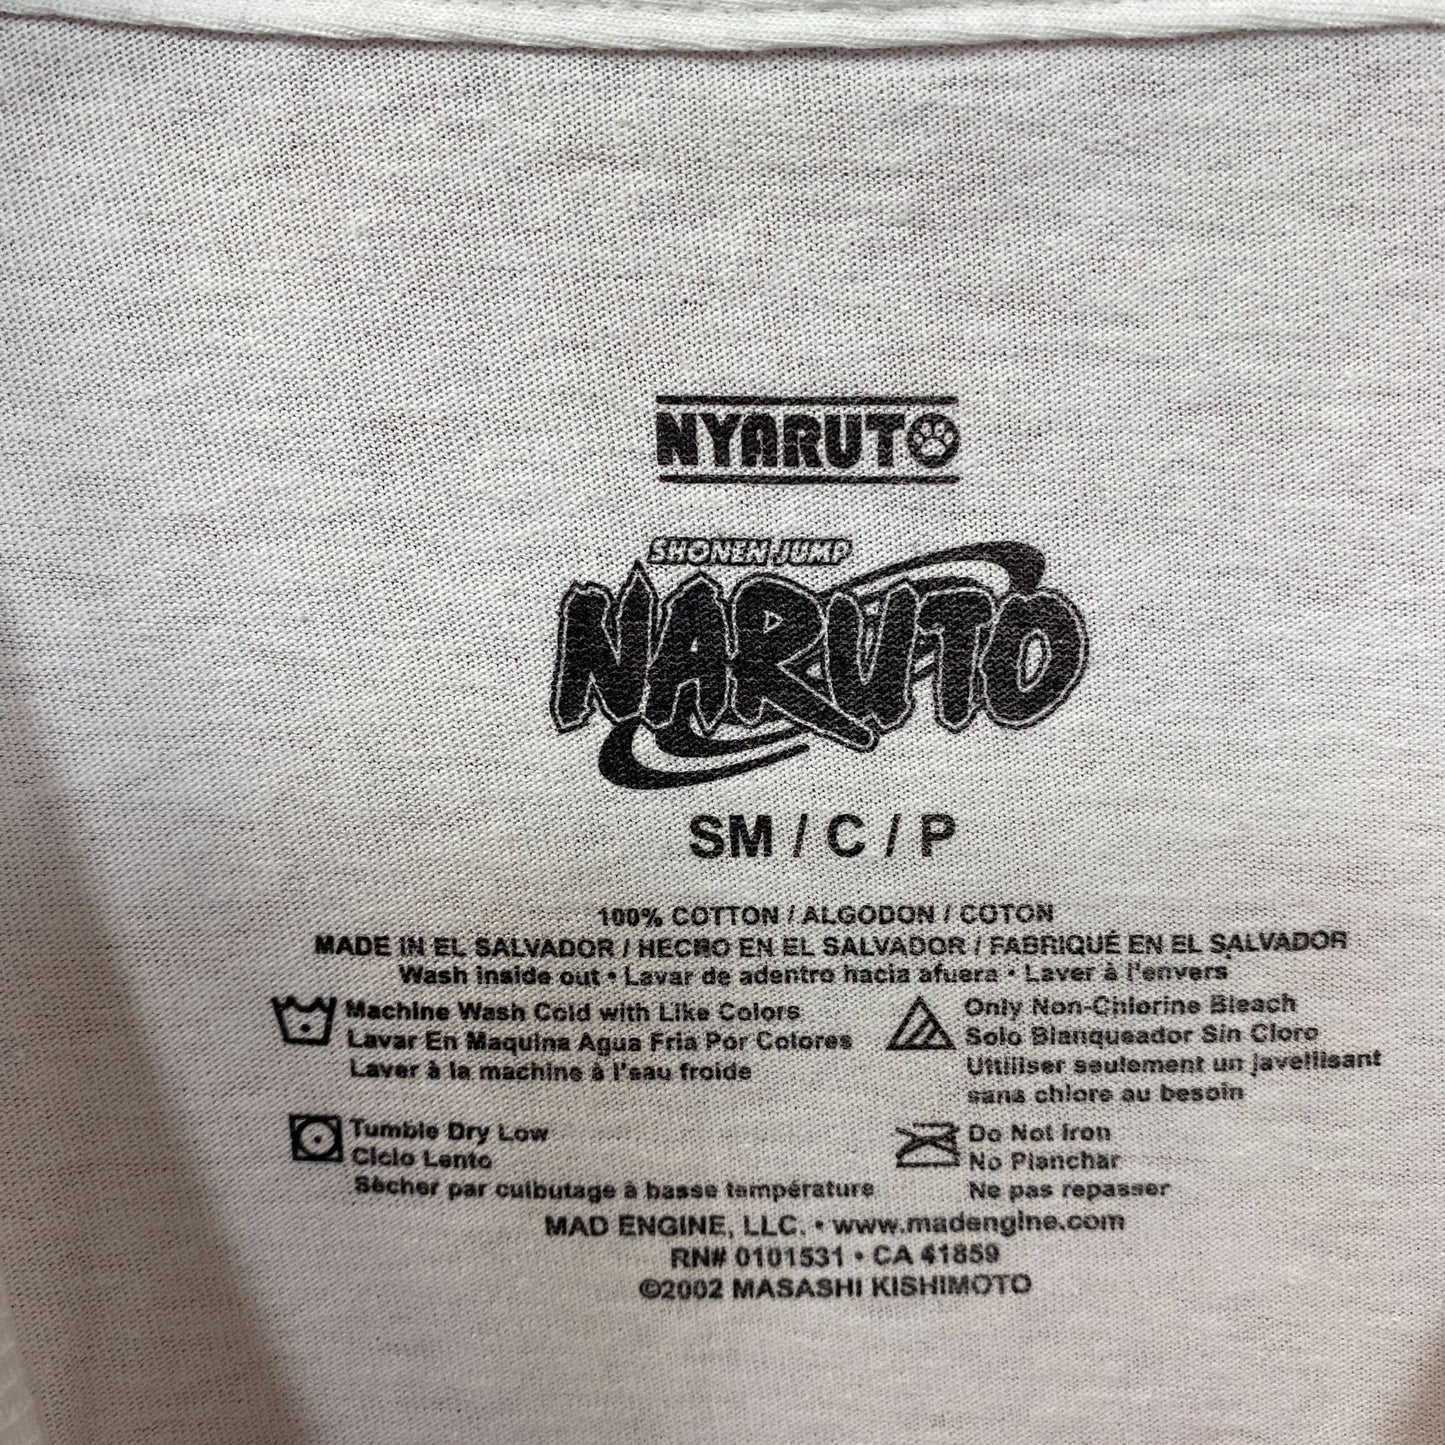 NYARUTO
SHONEN JUMP
NARUTO
SM / C / P
100% COTTON / ALGODON / COTON
MADE IN EL SALVADOR / HECHO EN EL SALVADOR / FABRIQUÉ EN EL SALVADOR
Wash inside out • Lavar de adentro hacia afuera • Laver à l'envers
Machine Wash Cold with Like Colors
Lavar En Maquina Agua Fria Por Colores
Laver à la machine à l'sau froide
Only Non-Chlorine Bleach
Solo Blanqueador Sin Cloro
Uttiliser seulement un javellisant
sans chlore au besoin
Tumble Dry Low
Ciclo Lento
Sècher par culbutage à basse température
Do Not Iron
No Planchar
Ne pas repasser
MAD ENGINE, LLC. • www.madengine.com
RN# 0101531 • CA 41859
©2002 MASASHI KISHIMOTO